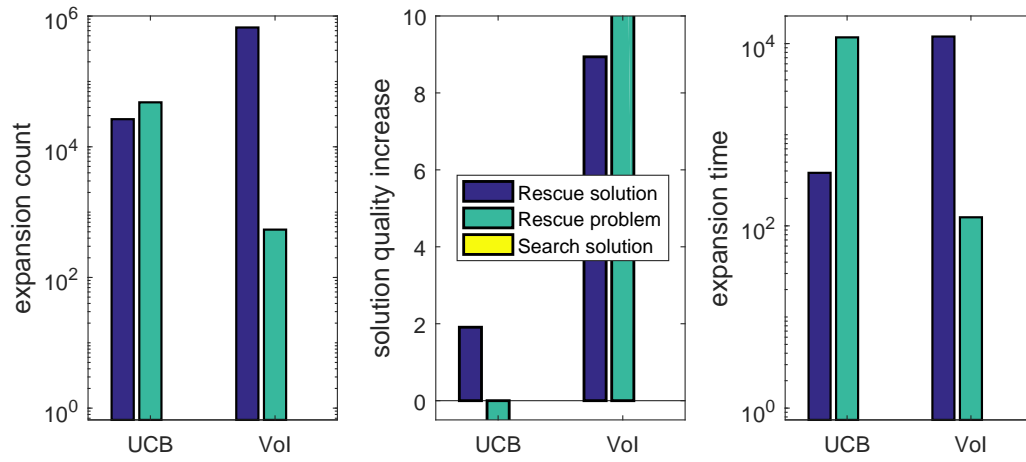 expansion count
10^6
10^4
10^2
10^0
UCB
VoI
solution quality increase
10
8
6
4
2
0
UCB
VoI
Rescue solution
Rescue problem
Search solution
expansion time
10^4
10^2
10^0
UCB
VoI